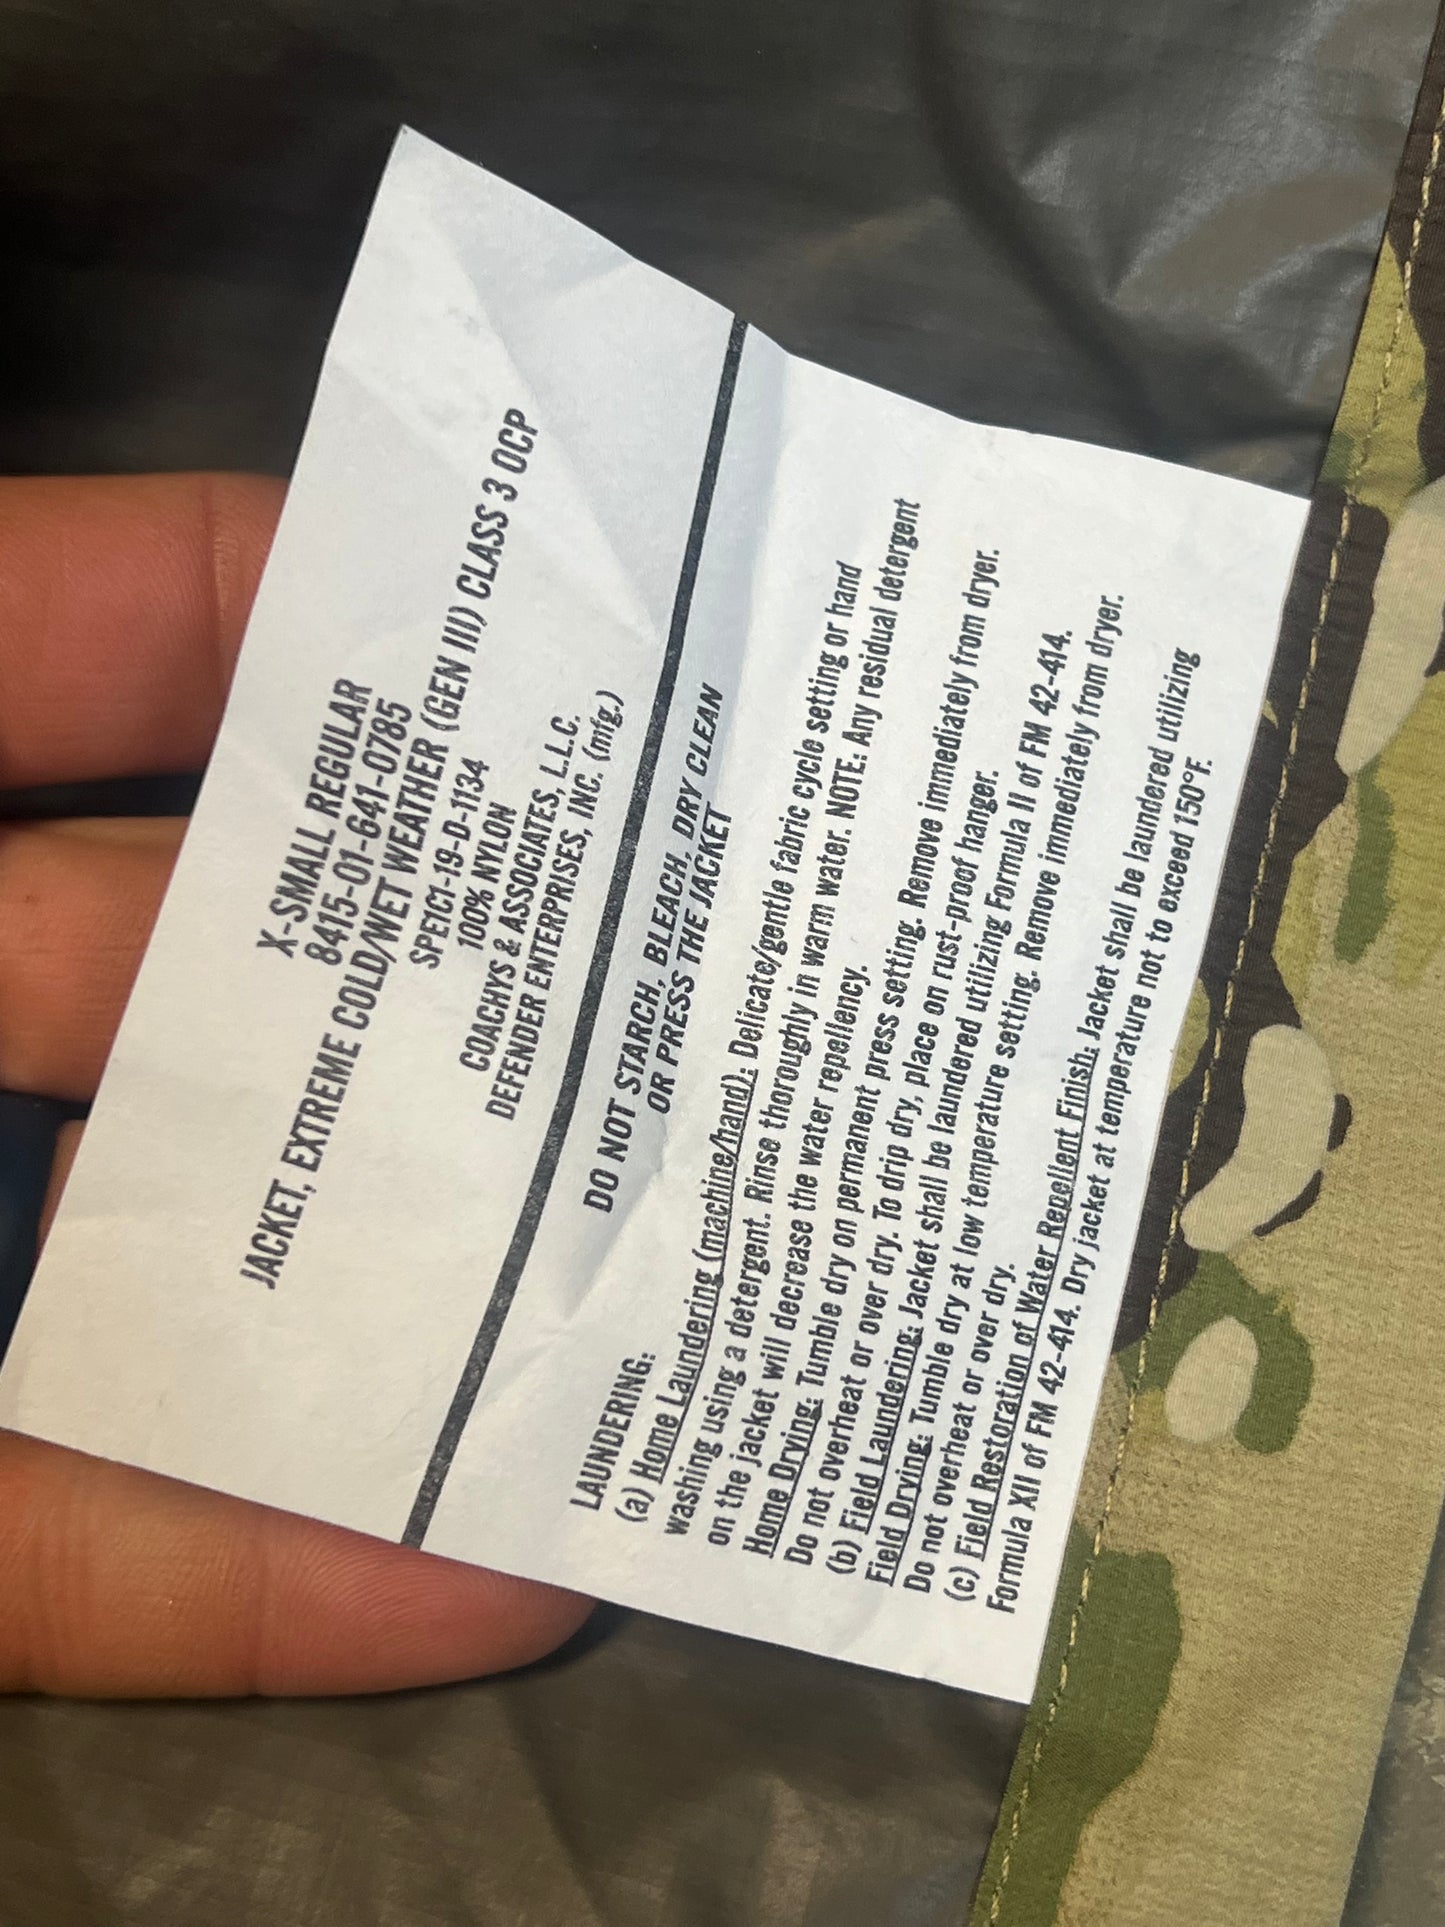 X-SMALL REGULAR
8415-01-641-0785
JACKET, EXTREME COLD/WET WEATHER (GEN III) CLASS 3 OCP
SPE1C1-19-D-1134
100% NYLON
COACHYS & ASSOCIATES, L.L.C.
DEFENDER ENTERPRISES, INC. (mfg.)
DO NOT STARCH, BLEACH, DRY CLEAN
OR PRESS THE JACKET
LAUNDERING:
(a) Home Laundering (machine/hand): Delicate/gentle fabric cycle setting or hand
washing using a detergent. Rinse thoroughly in warm water. NOTE: Any residual detergent
on the jacket will decrease the water repellency.
Home Drying: Tumble dry on permanent press setting. Remove immediately from dryer.
Do not overheat or over dry. To drip dry, place on rust-proof hanger.
(b) Field Laundering: Jacket shall be laundered utilizing Formula II of FM 42-414.
Field Drying: Tumble dry at low temperature setting. Remove immediately from dryer.
Do not overheat or over dry.
(c) Field Restoration of Water Repellent Finish: Jacket shall be laundered utilizing
Formula XII of FM 42-414. Dry jacket at temperature not to exceed 150°F.